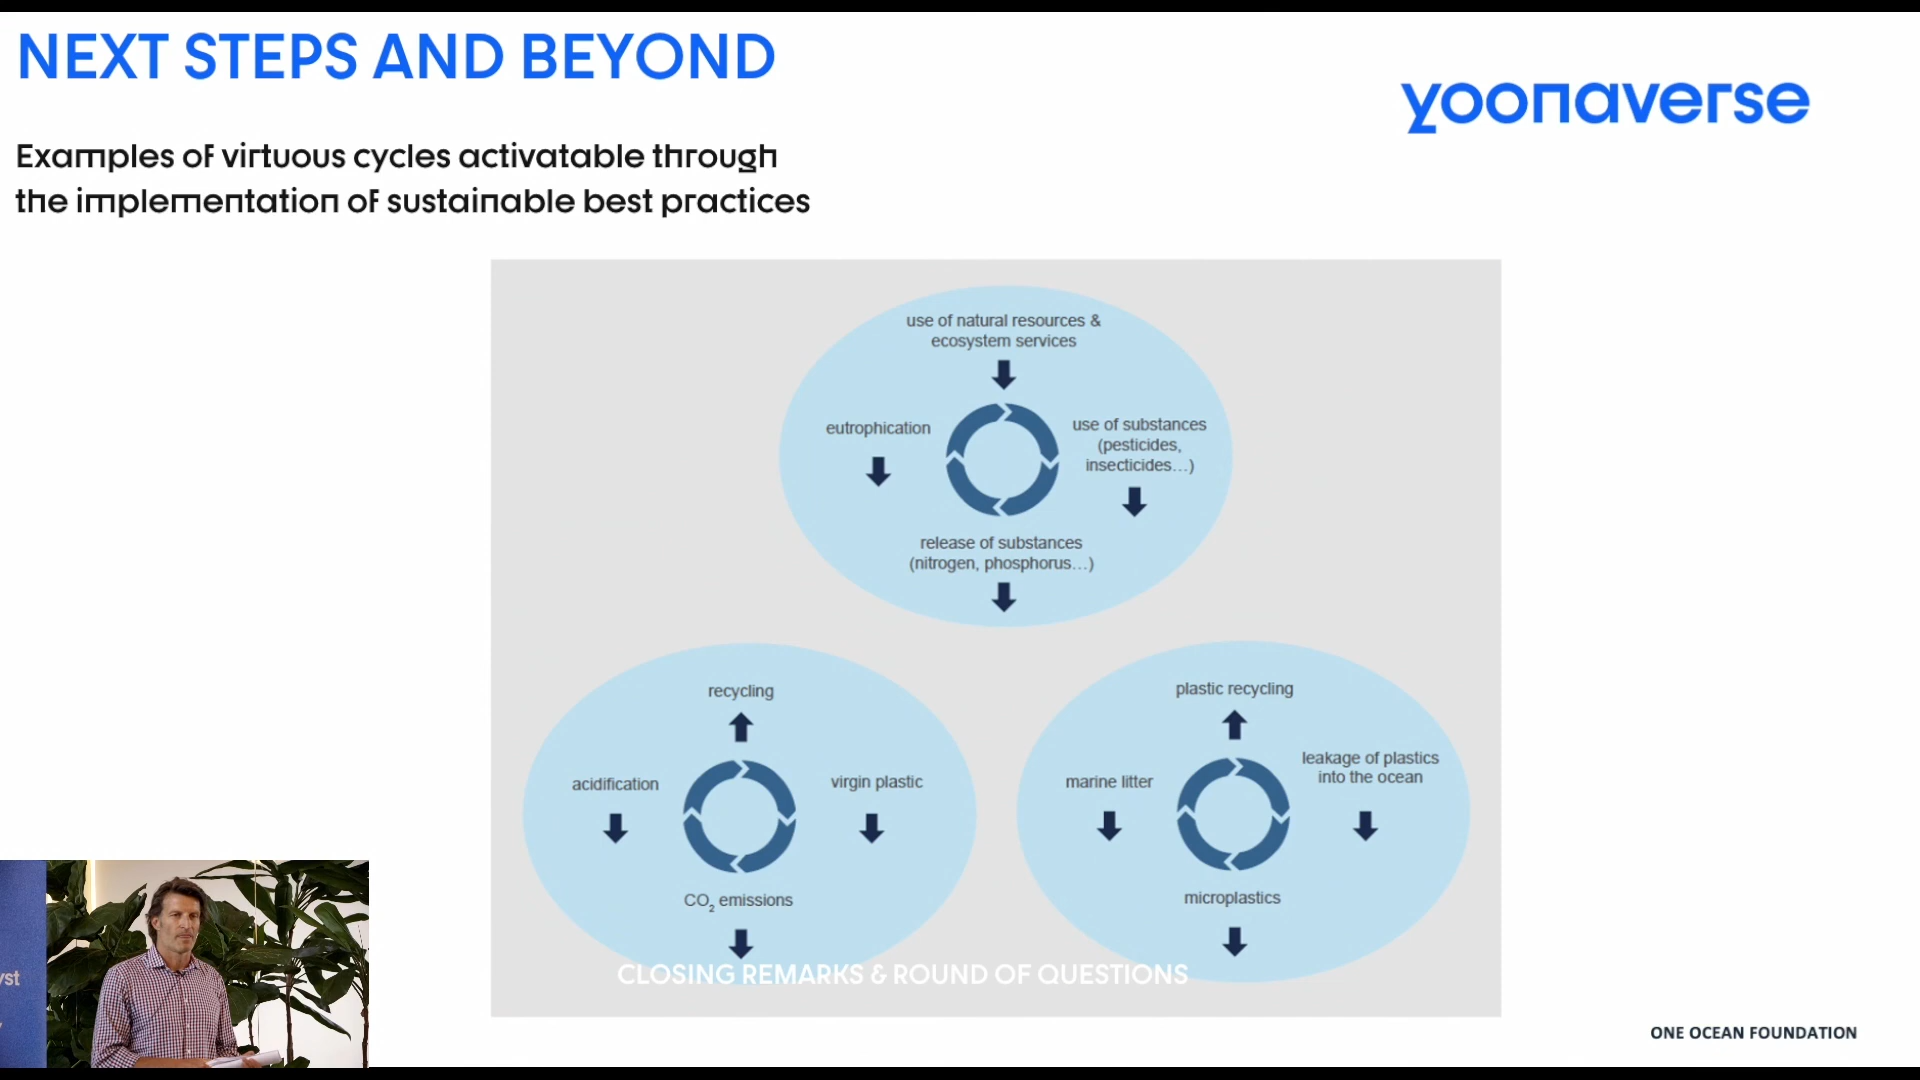 NEXT STEPS AND BEYOND
yoonaverse
Examples of virtuous cycles activatable through
the implementation of sustainable best practices
use of natural resources &
ecosystem services
eutrophication
use of substances
(pesticides,
insecticides...)
release of substances
(nitrogen, phosphorus...)
recycling
acidification
virgin plastic
CO2 emissions
plastic recycling
marine litter
leakage of plastics
into the ocean
microplastics
CLOSING REMARKS & ROUND OF QUESTIONS
yst
ONE OCEAN FOUNDATION